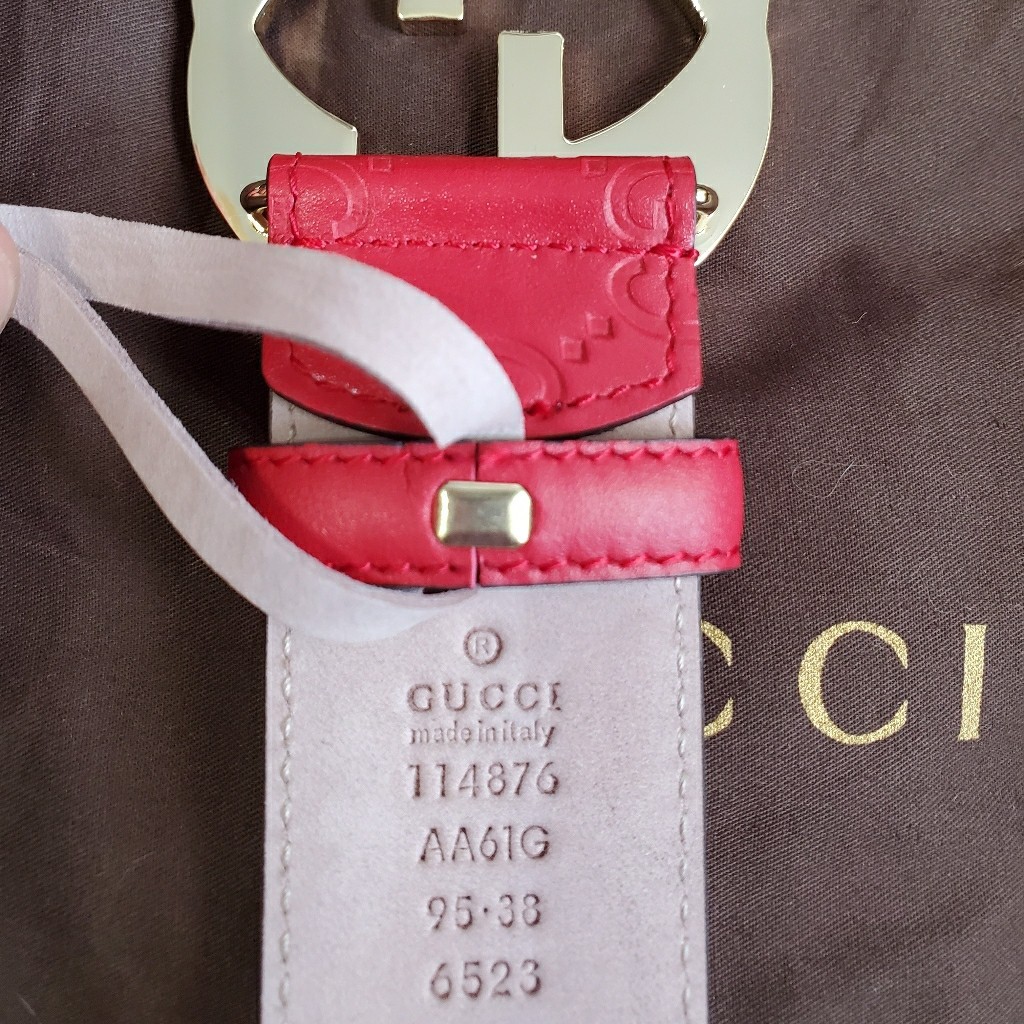 ®
GUCCI
made in italy
114876
AA61G
95·38
6523
CCI